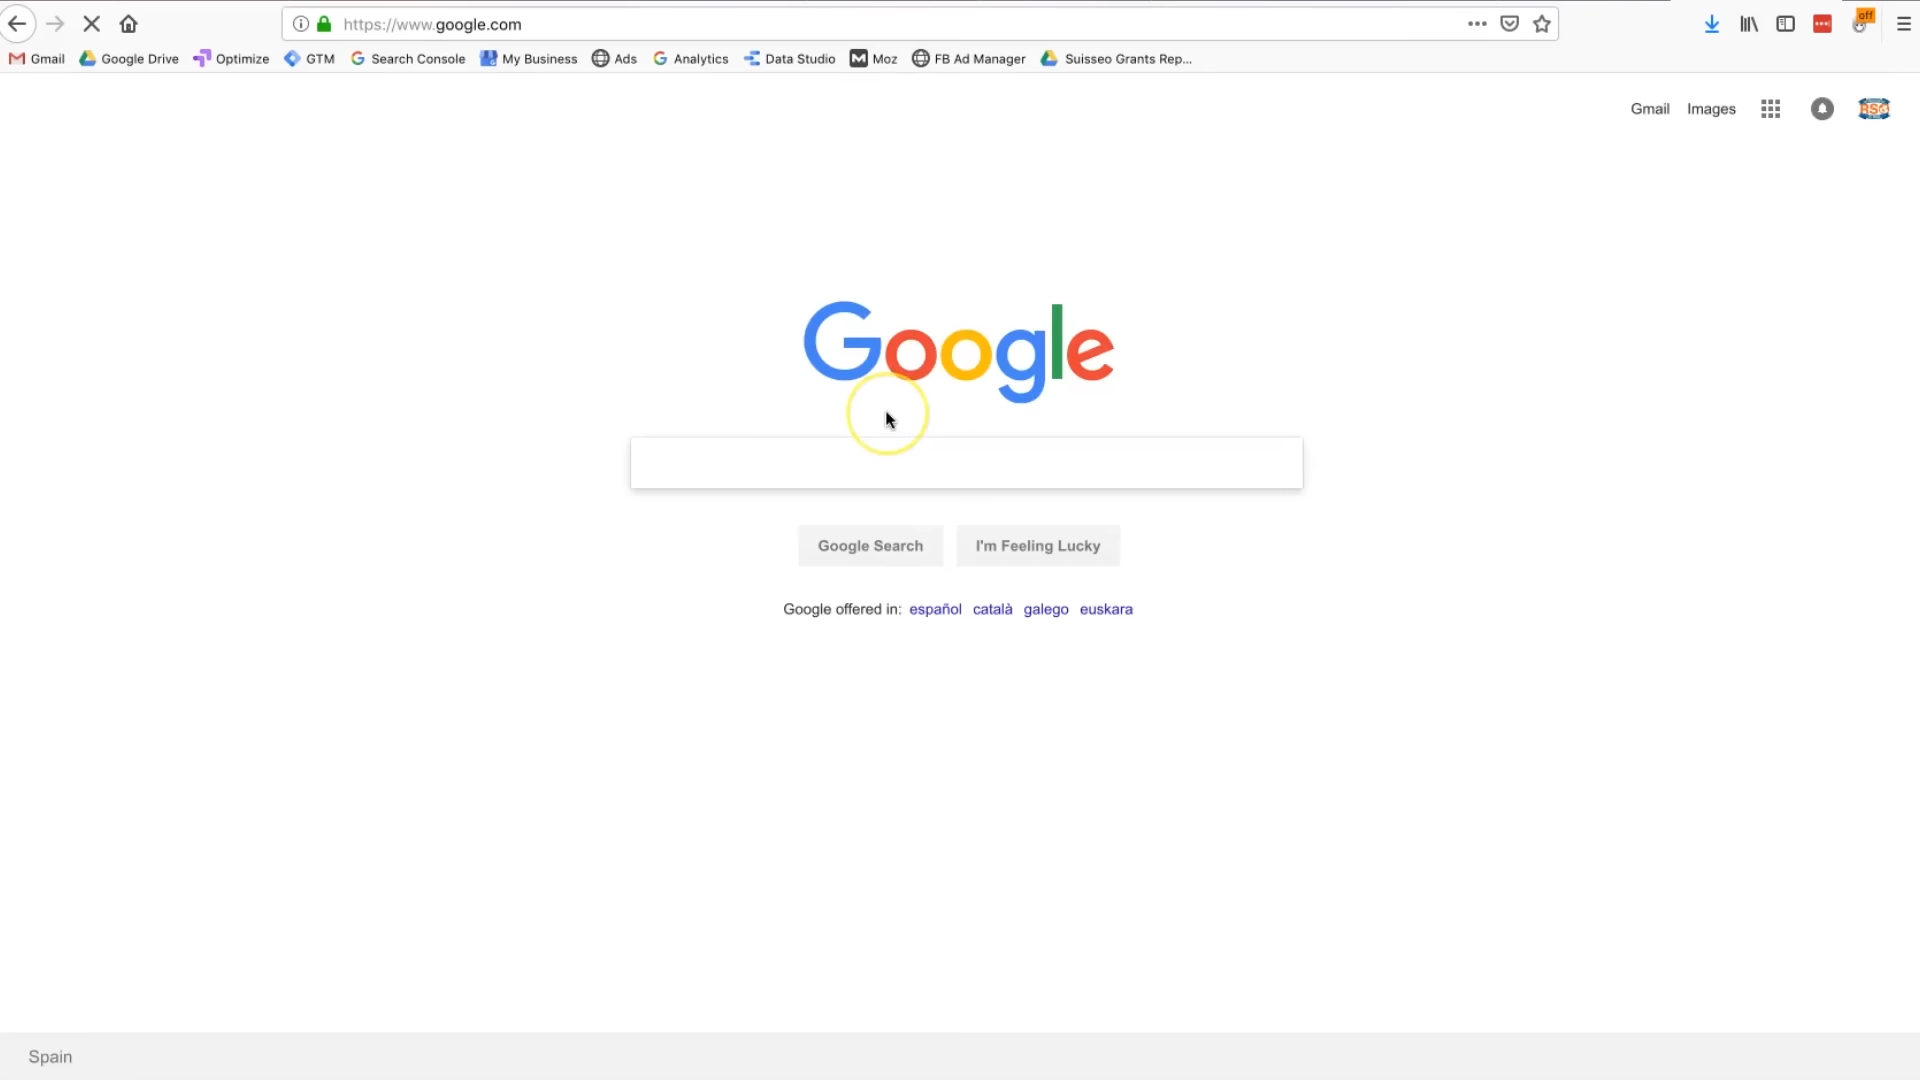 https://www.google.com
off
Gmail Google Drive Optimize GTM Search Console My Business Ads Analytics Data Studio Moz FB Ad Manager Suisseo Grants Rep...
Gmail Images RSG
Google
Google Search I'm Feeling Lucky
Google offered in: español català galego euskara
Spain